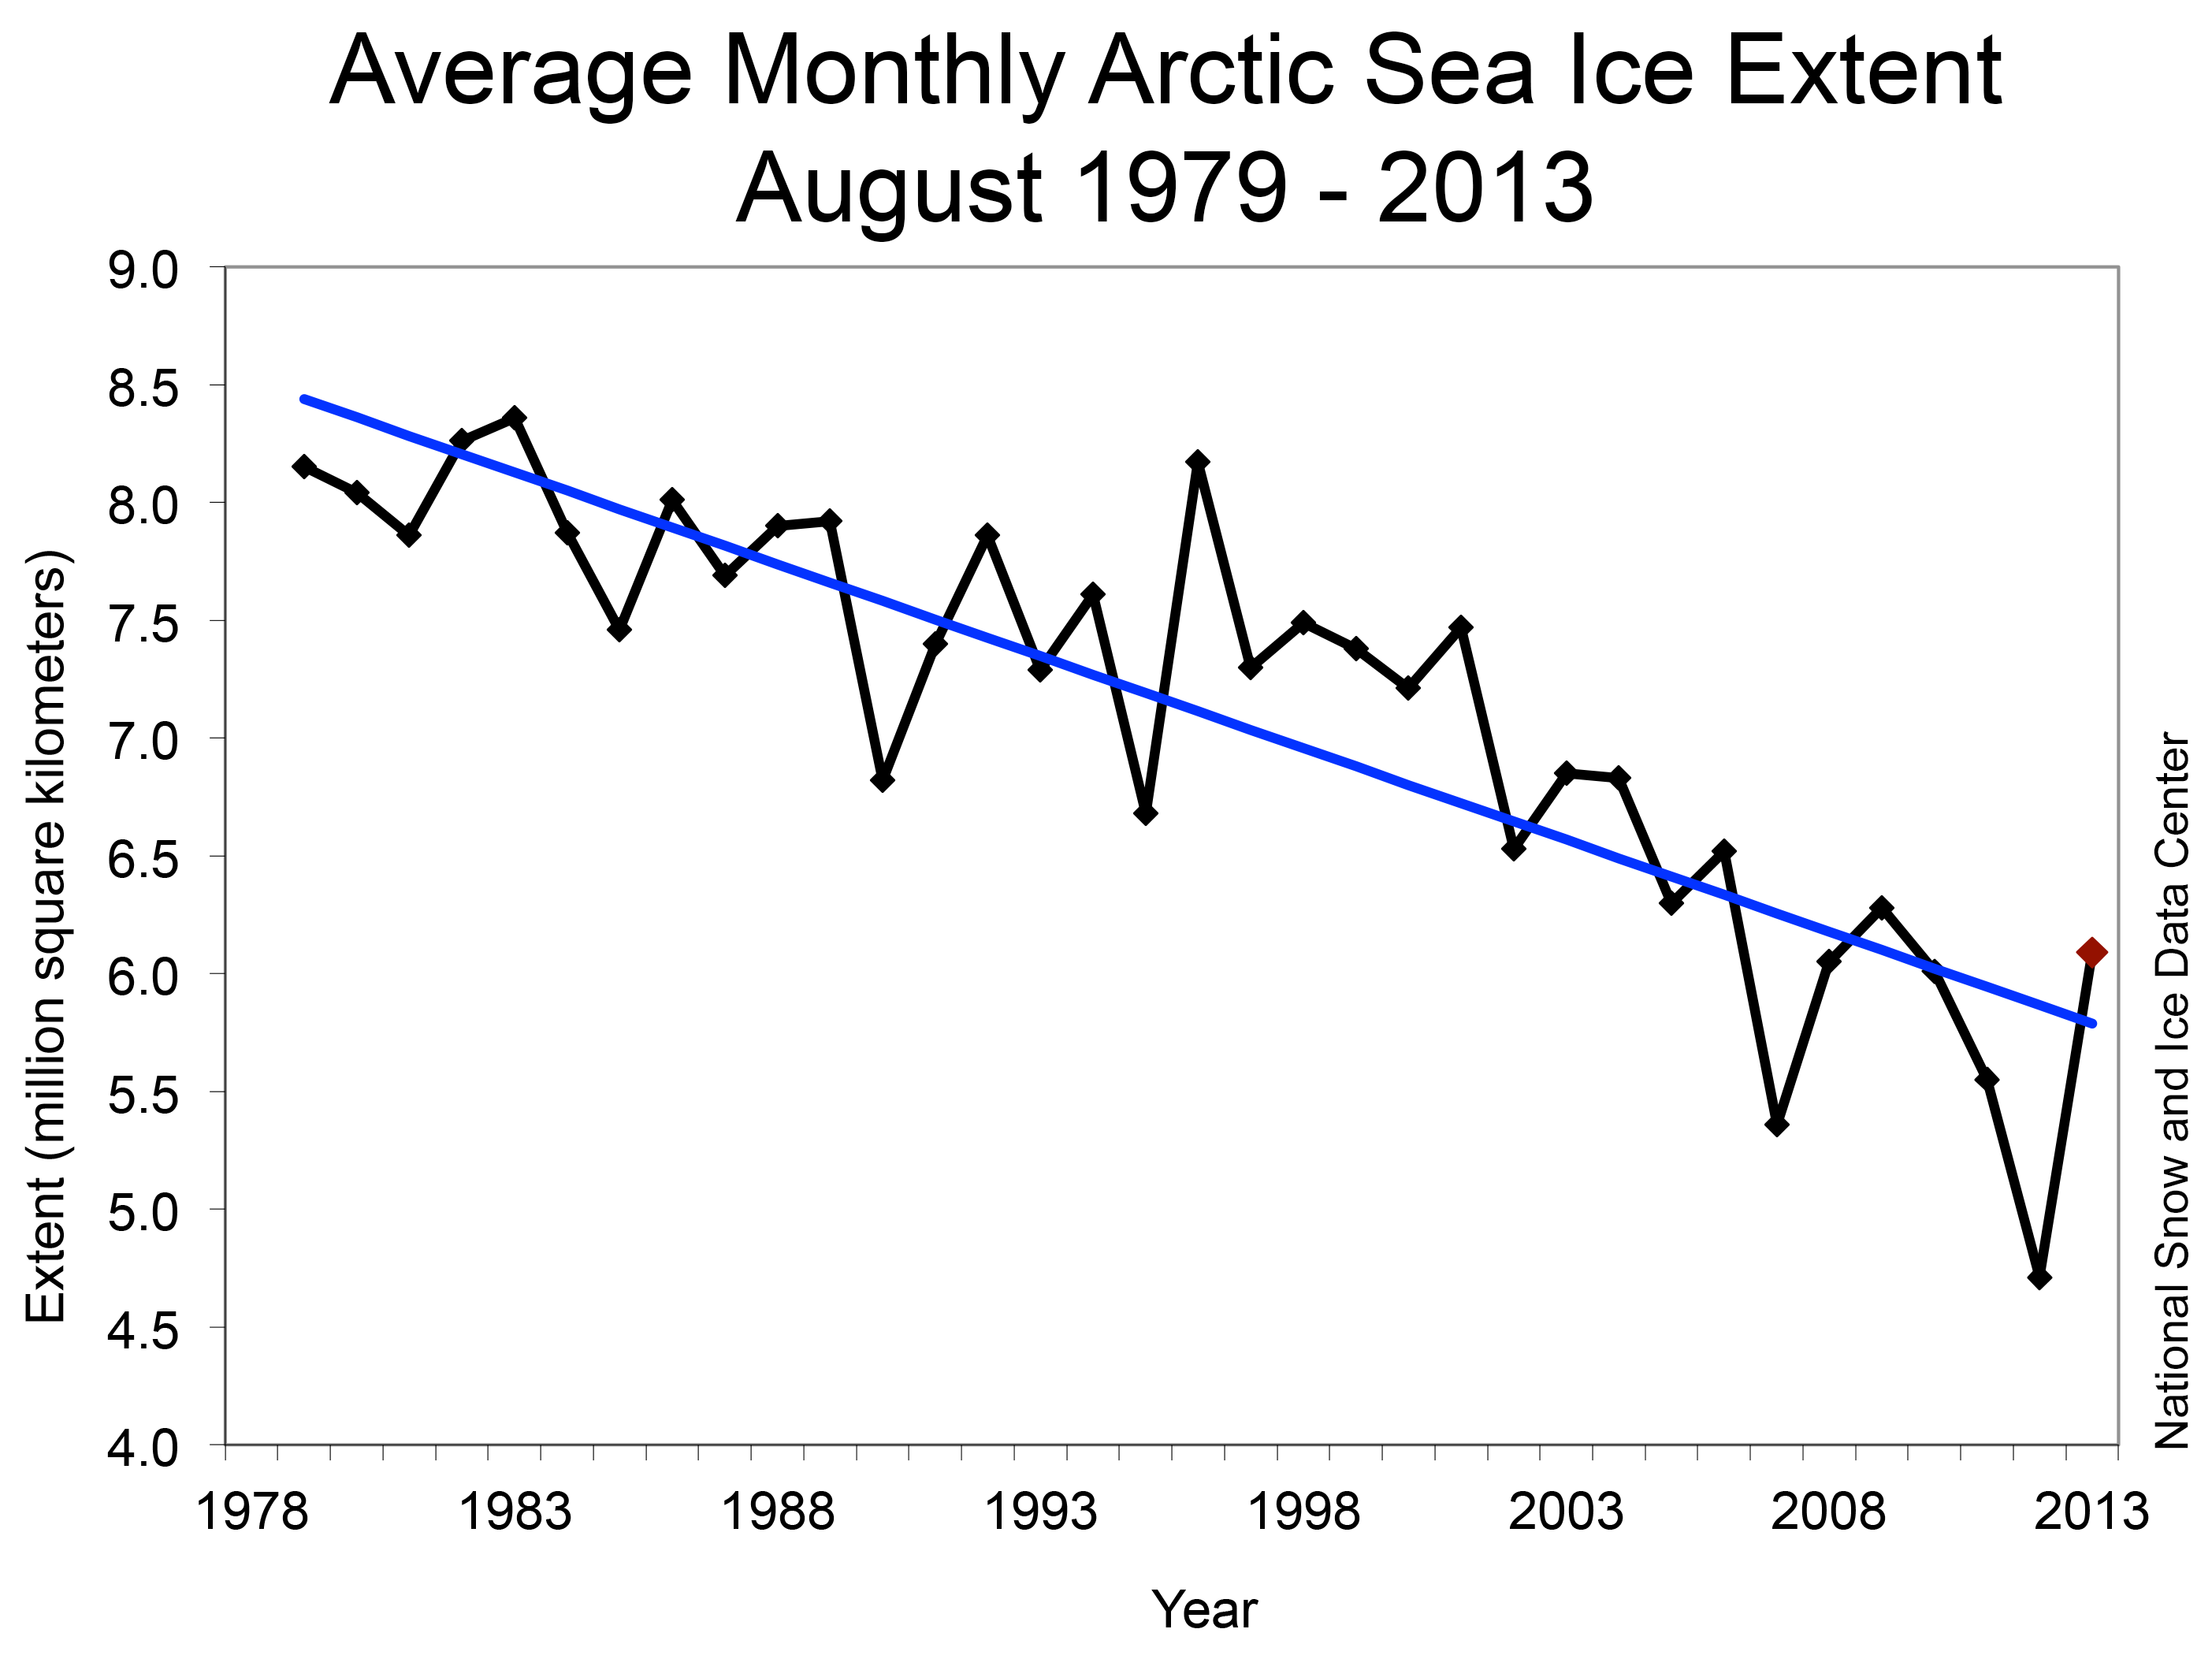 Average Monthly Arctic Sea Ice Extent
August 1979 - 2013
Extent (million square kilometers)
9.0
8.5
8.0
7.5
7.0
6.5
6.0
5.5
5.0
4.5
4.0
1978 1983 1988 1993 1998 2003 2008 2013
Year
National Snow and Ice Data Center